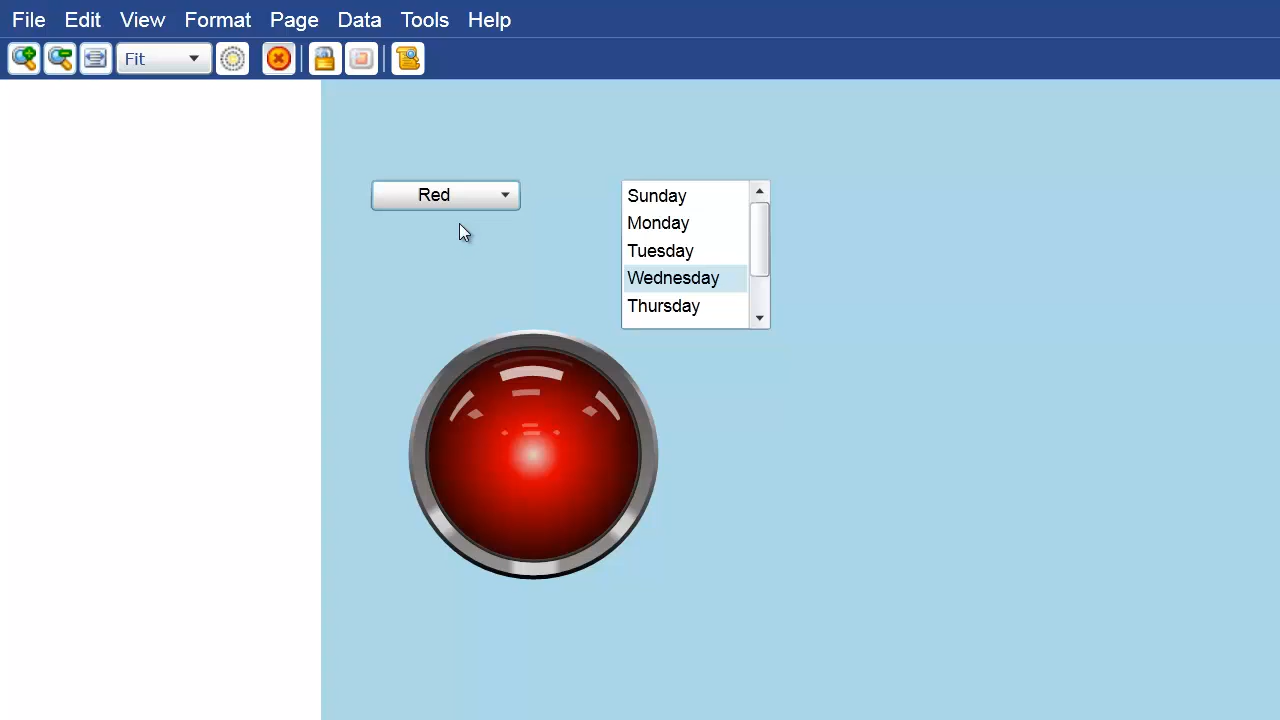 File Edit View Format Page Data Tools Help
Fit
Red
Sunday
Monday
Tuesday
Wednesday
Thursday